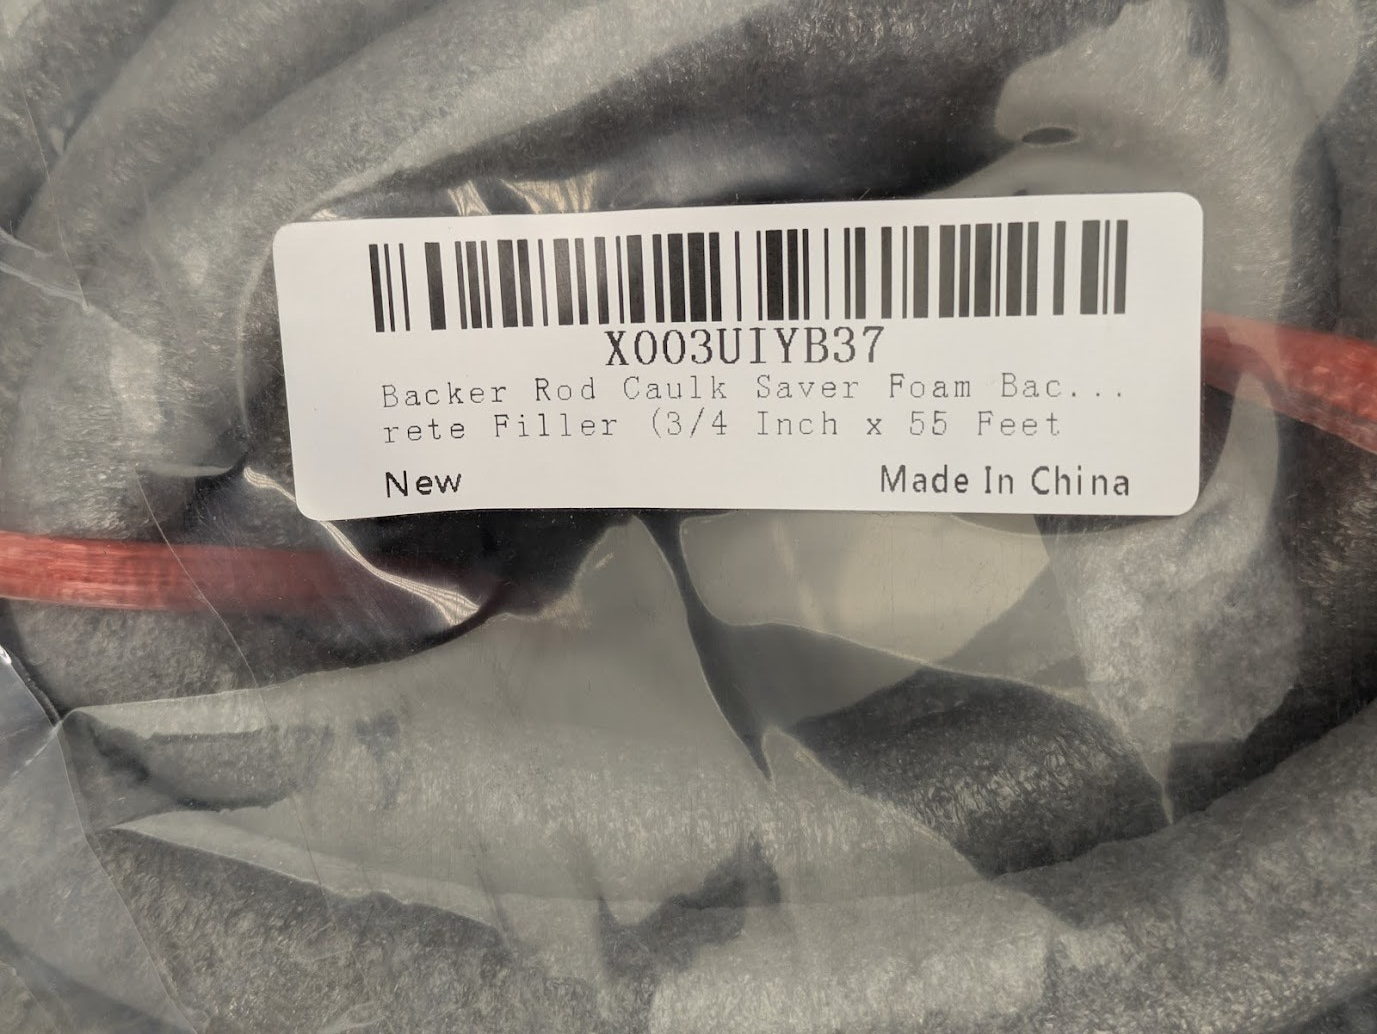 X003UIYB37
Backer Rod Caulk Saver Foam Bac...
rete Filler (3/4 Inch x 55 Feet
New
Made In China